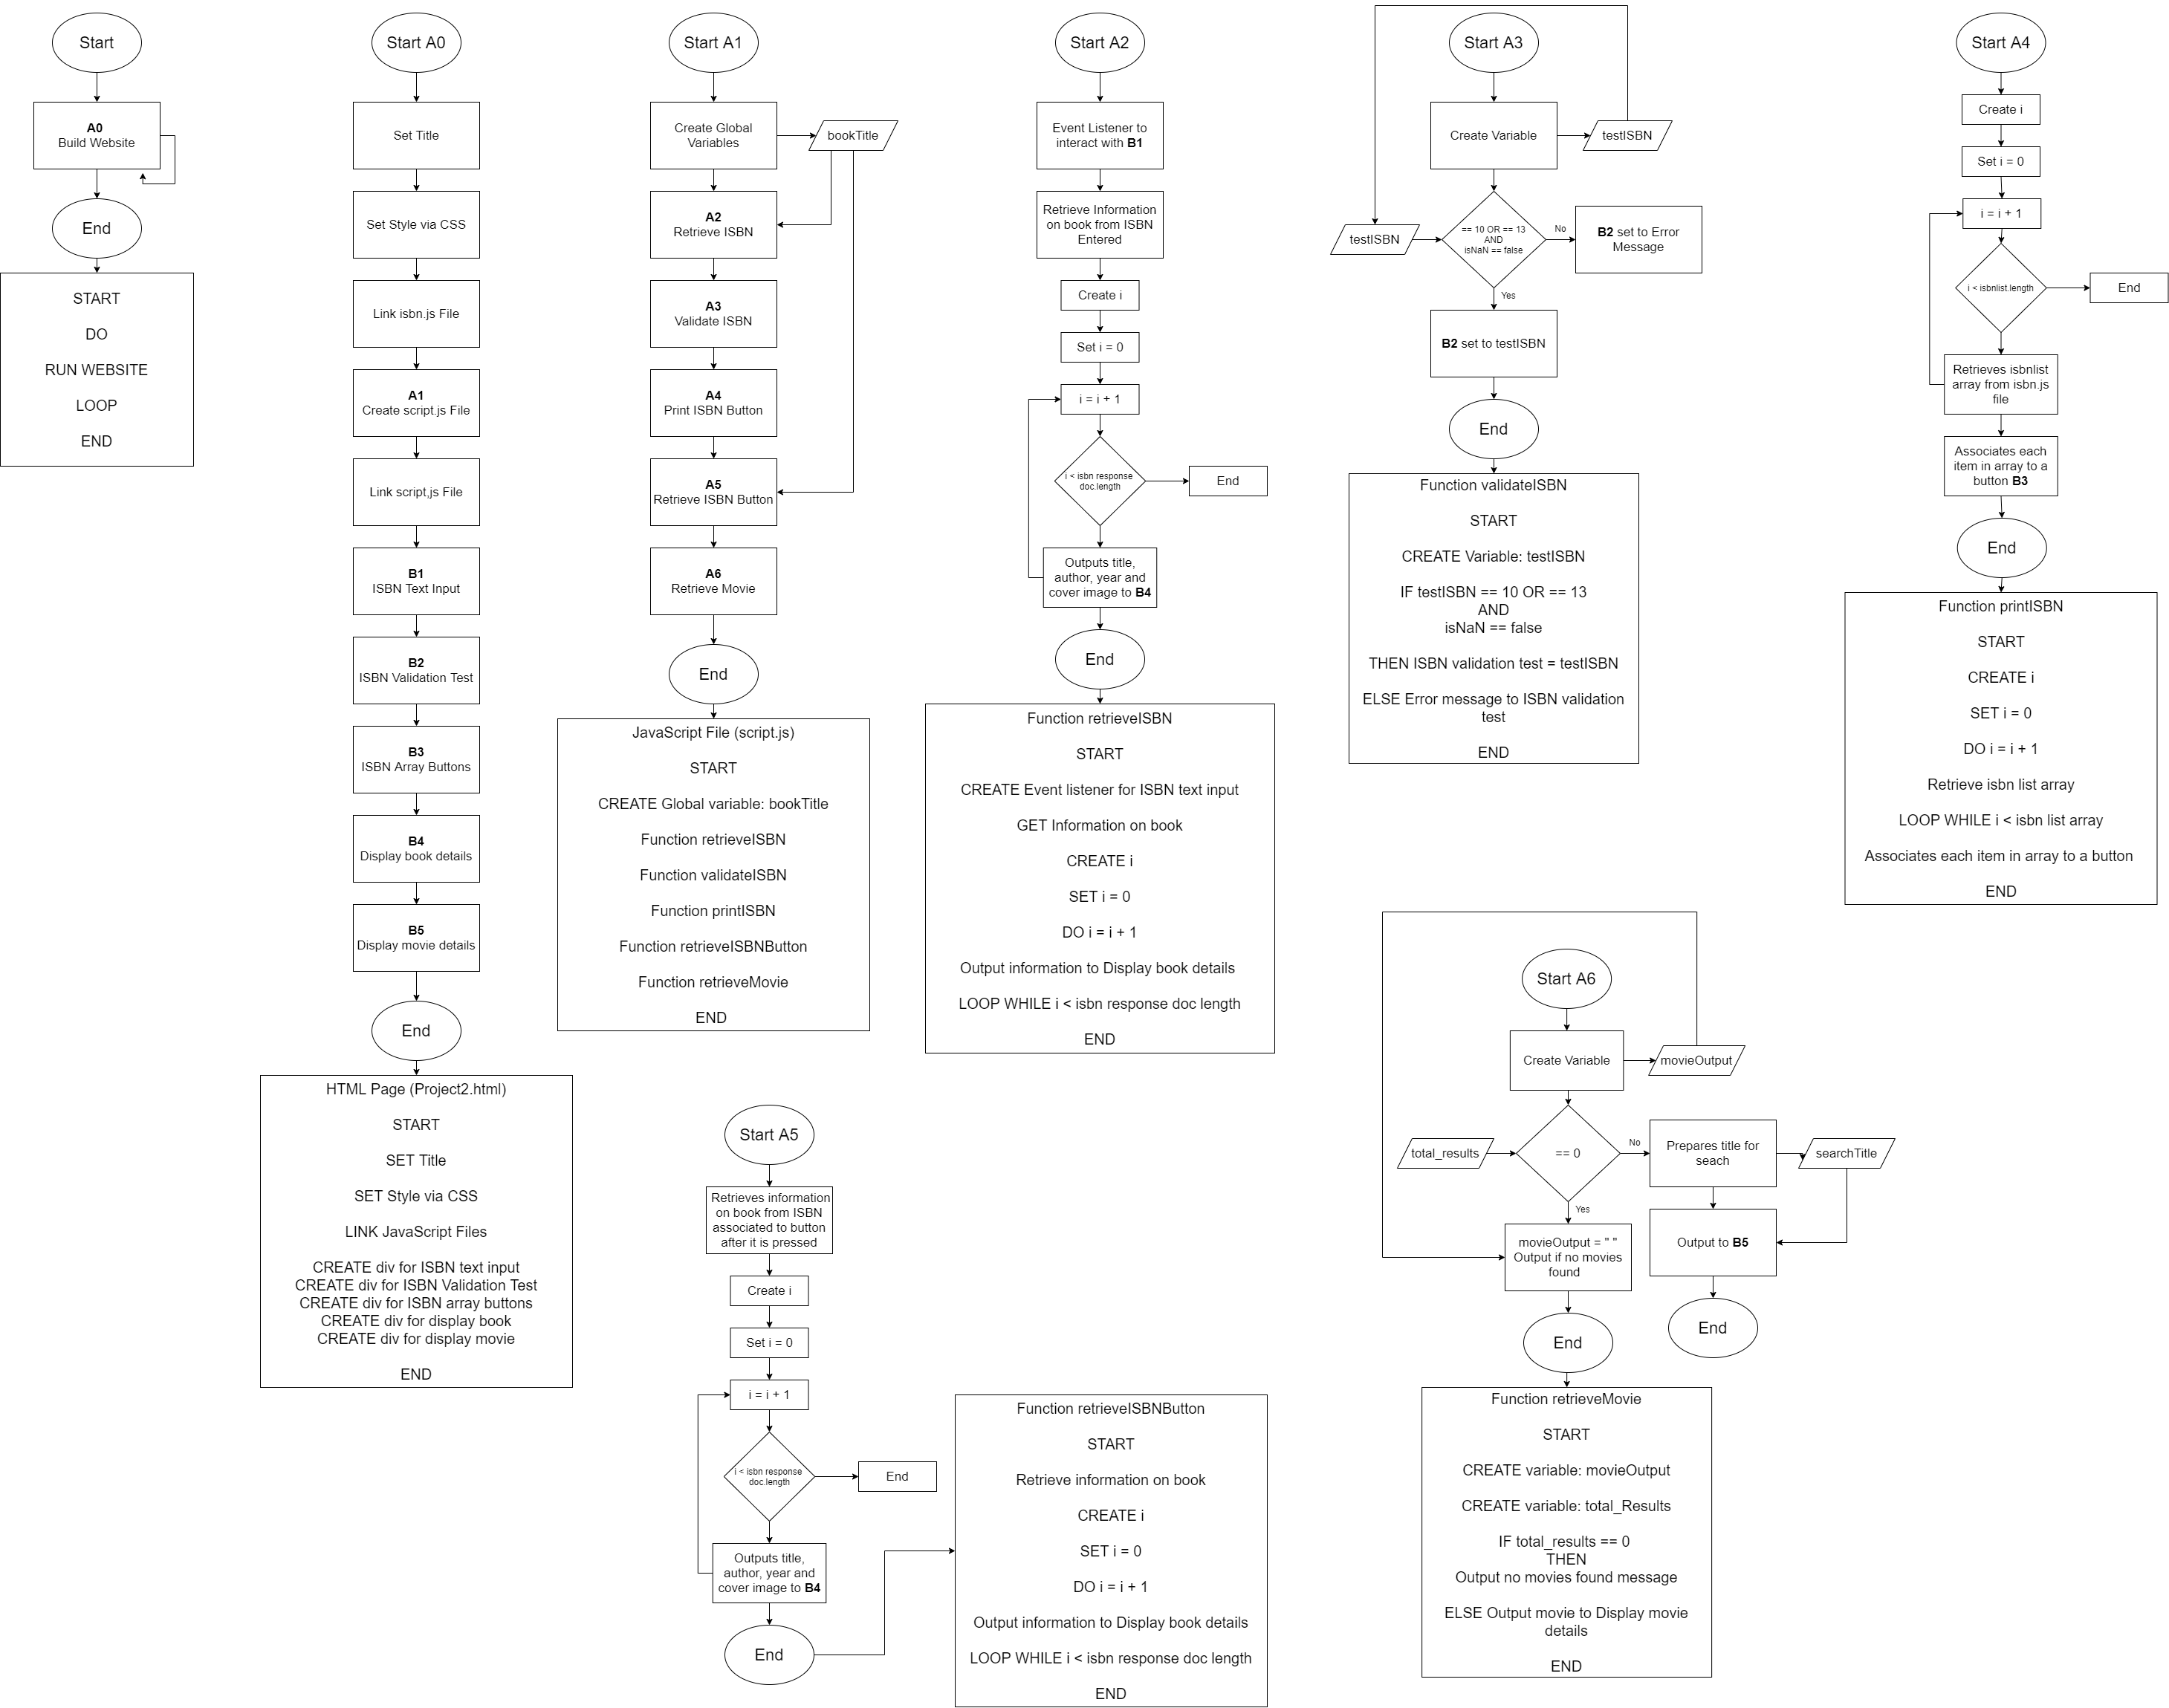 Start
A0
Build Website
End
START
DO
RUN WEBSITE
LOOP
END
Start A0
Set Title
Set Style via CSS
Link isbn.js File
A1
Create script.js File
Link script,js File
B1
ISBN Text Input
B2
ISBN Validation Test
B3
ISBN Array Buttons
B4
Display book details
B5
Display movie details
End
HTML Page (Project2.html)
START
SET Title
SET Style via CSS
LINK JavaScript Files
CREATE div for ISBN text input
CREATE div for ISBN Validation Test
CREATE div for ISBN array buttons
CREATE div for display book
CREATE div for display movie
END
Start A1
Create Global
Variables
bookTitle
A2
Retrieve ISBN
A3
Validate ISBN
A4
Print ISBN Button
A5
Retrieve ISBN Button
A6
Retrieve Movie
End
JavaScript File (script.js)
START
CREATE Global variable: bookTitle
Function retrieveISBN
Function validateISBN
Function printISBN
Function retrieveISBNButton
Function retrieveMovie
END
Start A2
Event Listener to
interact with B1
Retrieve Information
on book from ISBN
Entered
Create i
Set i = 0
i = i + 1
i < isbn response
doc.length
End
Outputs title,
author, year and
cover image to B4
End
Function retrieveISBN
START
CREATE Event listener for ISBN text input
GET Information on book
CREATE i
SET i = 0
DO i = i + 1
Output information to Display book details
LOOP WHILE i < isbn response doc length
END
Start A3
Create Variable
testISBN
testISBN
== 10 OR == 13
AND
isNaN == false
No
B2 set to Error
Message
Yes
B2 set to testISBN
End
Function validateISBN
START
CREATE Variable: testISBN
IF testISBN == 10 OR == 13
AND
isNaN == false
THEN ISBN validation test = testISBN
ELSE Error message to ISBN validation
test
END
Start A4
Create i
Set i = 0
i = i + 1
i < isbnlist.length
End
Retrieves isbnlist
array from isbn.js
file
Associates each
item in array to a
button B3
End
Function printISBN
START
CREATE i
SET i = 0
DO i = i + 1
Retrieve isbn list array
LOOP WHILE i < isbn list array
Associates each item in array to a button
END
Start A5
Retrieves information
on book from ISBN
associated to button
after it is pressed
Create i
Set i = 0
i = i + 1
i < isbn response
doc.length
End
Outputs title,
author, year and
cover image to B4
End
Function retrieveISBNButton
START
Retrieve information on book
CREATE i
SET i = 0
DO i = i + 1
Output information to Display book details
LOOP WHILE i < isbn response doc length
END
Start A6
Create Variable
movieOutput
total_results
== 0
No
Prepares title for
seach
searchTitle
Yes
movieOutput = " "
Output if no movies
found
Output to B5
End
End
Function retrieveMovie
START
CREATE variable: movieOutput
CREATE variable: total_Results
IF total_results == 0
THEN
Output no movies found message
ELSE Output movie to Display movie
details
END